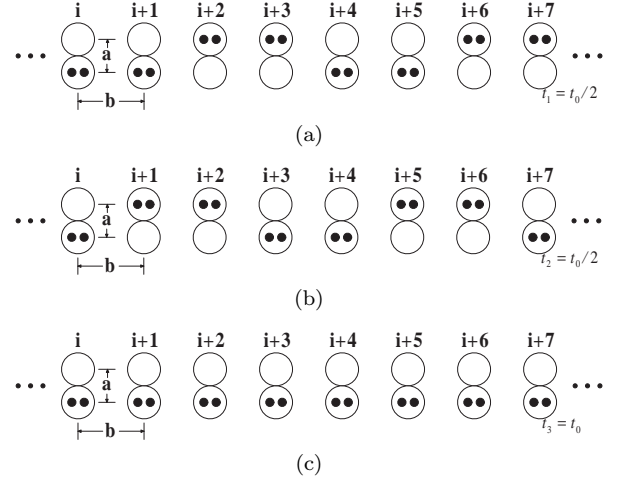 i i+1 i+2 i+3 i+4 i+5 i+6 i+7
... a ...
b t₁ = t₀/2
(a)
i i+1 i+2 i+3 i+4 i+5 i+6 i+7
... a ...
b t₂ = t₀/2
(b)
i i+1 i+2 i+3 i+4 i+5 i+6 i+7
... a ...
b t₃ = t₀
(c)